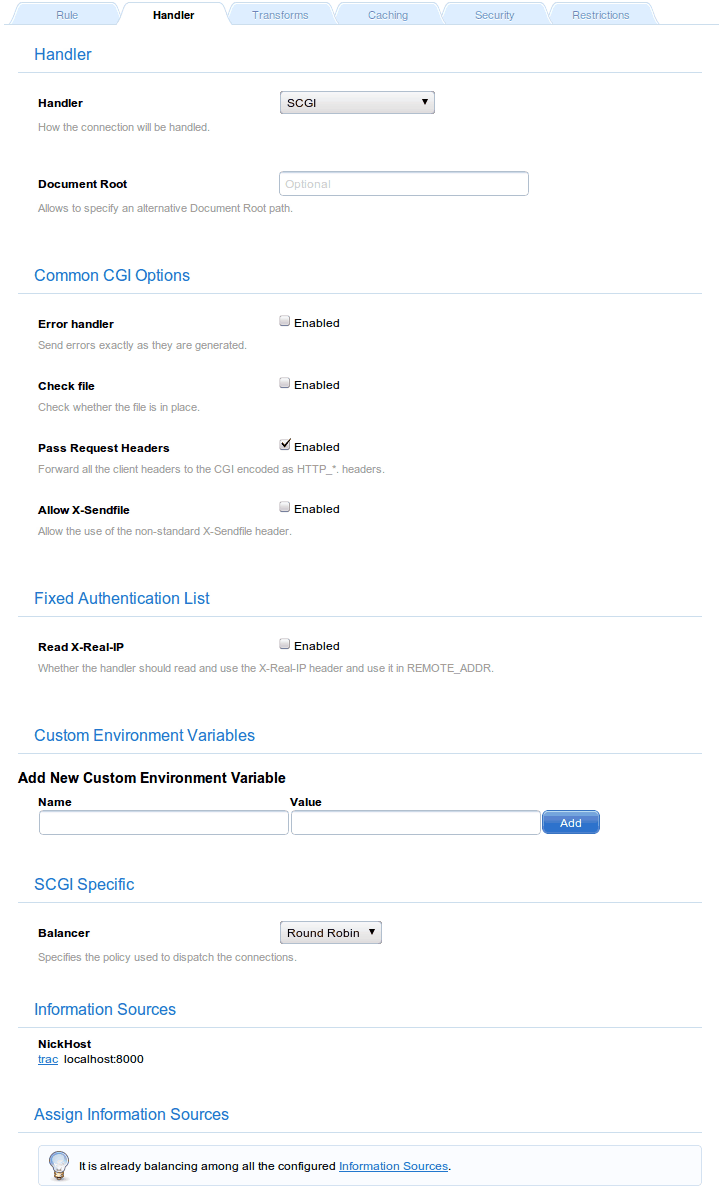 Rule Handler Transforms Caching Security Restrictions
Handler
Handler SCGI
How the connection will be handled.
Document Root Optional
Allows to specify an alternative Document Root path.
Common CGI Options
Error handler Enabled
Send errors exactly as they are generated.
Check file Enabled
Check whether the file is in place.
Pass Request Headers Enabled
Forward all the client headers to the CGI encoded as HTTP_*. headers.
Allow X-Sendfile Enabled
Allow the use of the non-standard X-Sendfile header.
Fixed Authentication List
Read X-Real-IP Enabled
Whether the handler should read and use the X-Real-IP header and use it in REMOTE_ADDR.
Custom Environment Variables
Add New Custom Environment Variable
Name Value
Add
SCGI Specific
Balancer Round Robin
Specifies the policy used to dispatch the connections.
Information Sources
NickHost
trac localhost:8000
Assign Information Sources
It is already balancing among all the configured Information Sources.